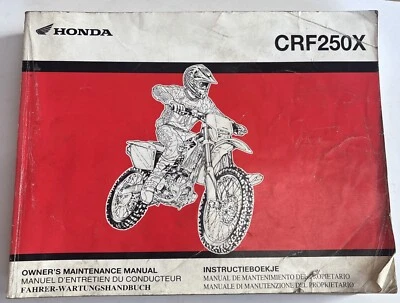 HONDA
CRF250X
OWNER'S MAINTENANCE MANUAL
MANUEL D'ENTRETIEN DU CONDUCTEUR
FAHRER-WARTUNGSHANDBUCH
INSTRUCTIEBOEKJE
MANUAL DE MANTENIMIENTO DEL PROPIETARIO
MANUALE DI MANUTENZIONE DEL PROPRIETARIO